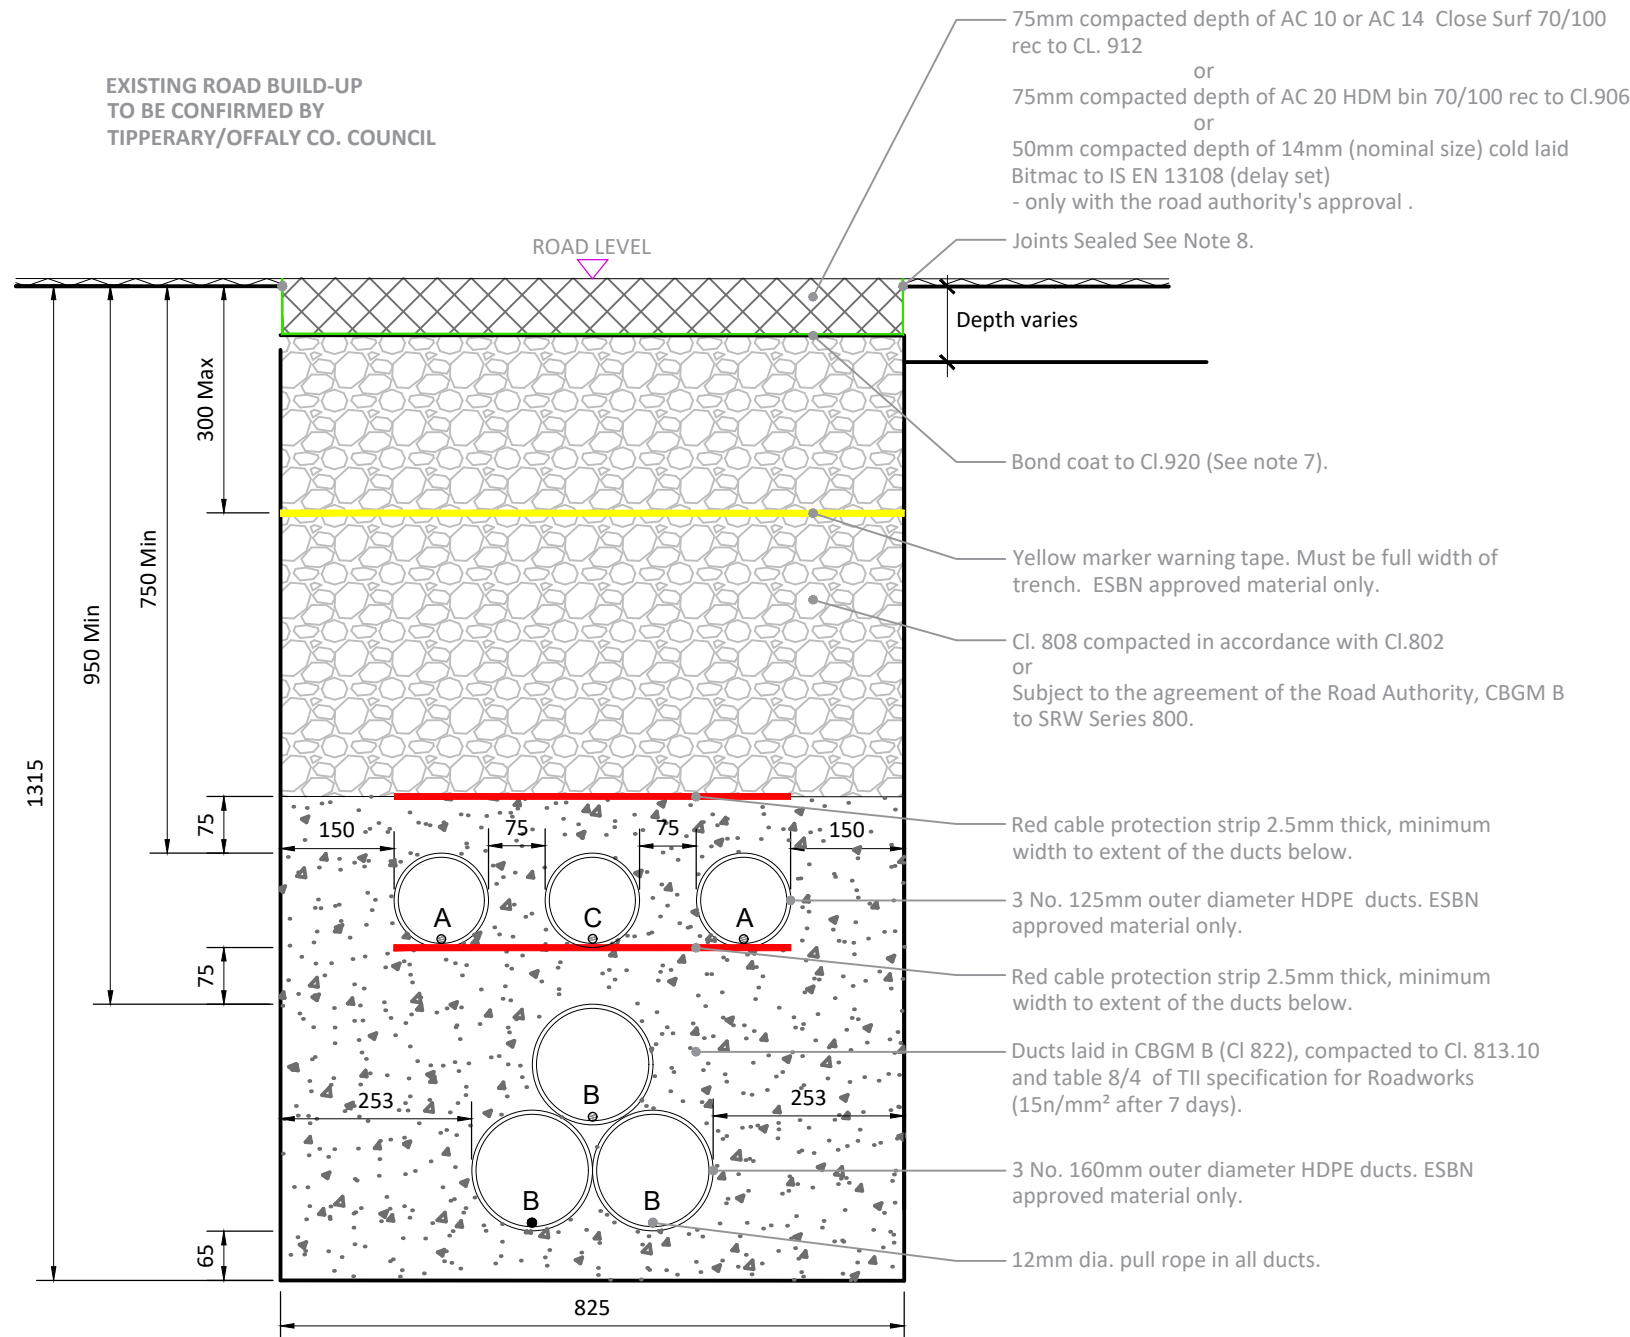 75mm compacted depth of AC 10 or AC 14 Close Surf 70/100
rec to CL. 912
or
75mm compacted depth of AC 20 HDM bin 70/100 rec to Cl.906
or
50mm compacted depth of 14mm (nominal size) cold laid
Bitmac to IS EN 13108 (delay set)
- only with the road authority's approval .
EXISTING ROAD BUILD-UP
TO BE CONFIRMED BY
TIPPERARY/OFFALY CO. COUNCIL
ROAD LEVEL
Joints Sealed See Note 8.
Depth varies
300 Max
750 Min
950 Min
1315
Bond coat to Cl.920 (See note 7).
Yellow marker warning tape. Must be full width of
trench. ESBN approved material only.
Cl. 808 compacted in accordance with Cl.802
or
Subject to the agreement of the Road Authority, CBGM B
to SRW Series 800.
75
150
75
75
150
Red cable protection strip 2.5mm thick, minimum
width to extent of the ducts below.
A
C
A
3 No. 125mm outer diameter HDPE ducts. ESBN
approved material only.
75
Red cable protection strip 2.5mm thick, minimum
width to extent of the ducts below.
Ducts laid in CBGM B (Cl 822), compacted to Cl. 813.10
and table 8/4 of TII specification for Roadworks
(15n/mm² after 7 days).
253
B
253
3 No. 160mm outer diameter HDPE ducts. ESBN
approved material only.
B
B
65
12mm dia. pull rope in all ducts.
825